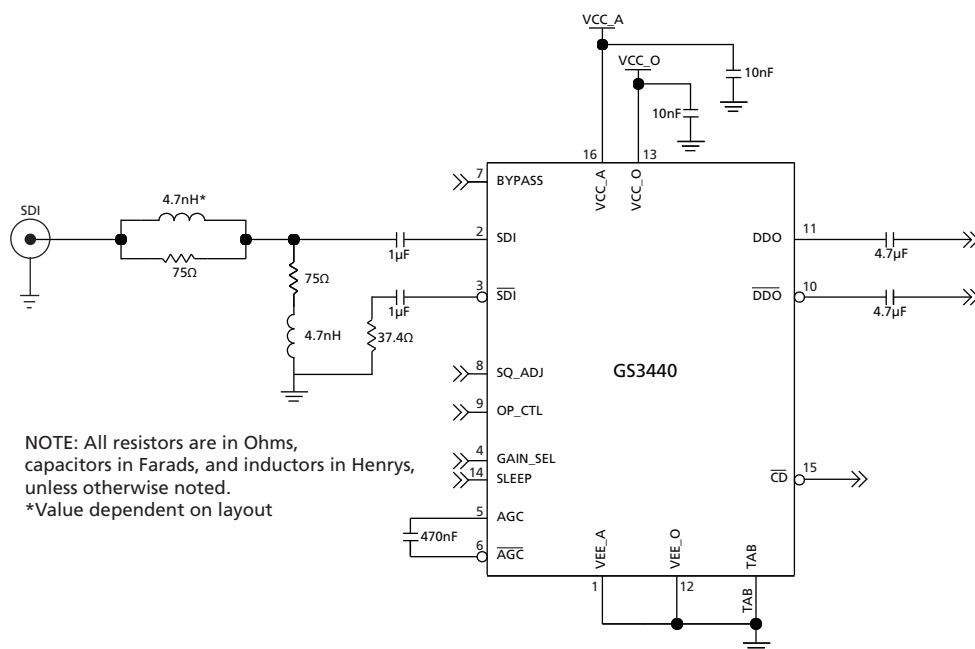 VCC_A
VCC_O
10nF
10nF
16
13
7
BYPASS
VCC_A
VCC_O
SDI
4.7nH*
75Ω
1µF
2
SDI
DDO
11
4.7µF
75Ω
4.7nH
37.4Ω
1µF
3
SDI
DDO
10
4.7µF
8
SQ_ADJ
GS3440
9
OP_CTL
NOTE: All resistors are in Ohms,
capacitors in Farads, and inductors in Henrys,
unless otherwise noted.
*Value dependent on layout
4
GAIN_SEL
14
SLEEP
CD
15
5
AGC
470nF
6
AGC
VEE_A
VEE_O
TAB
1
12
TAB